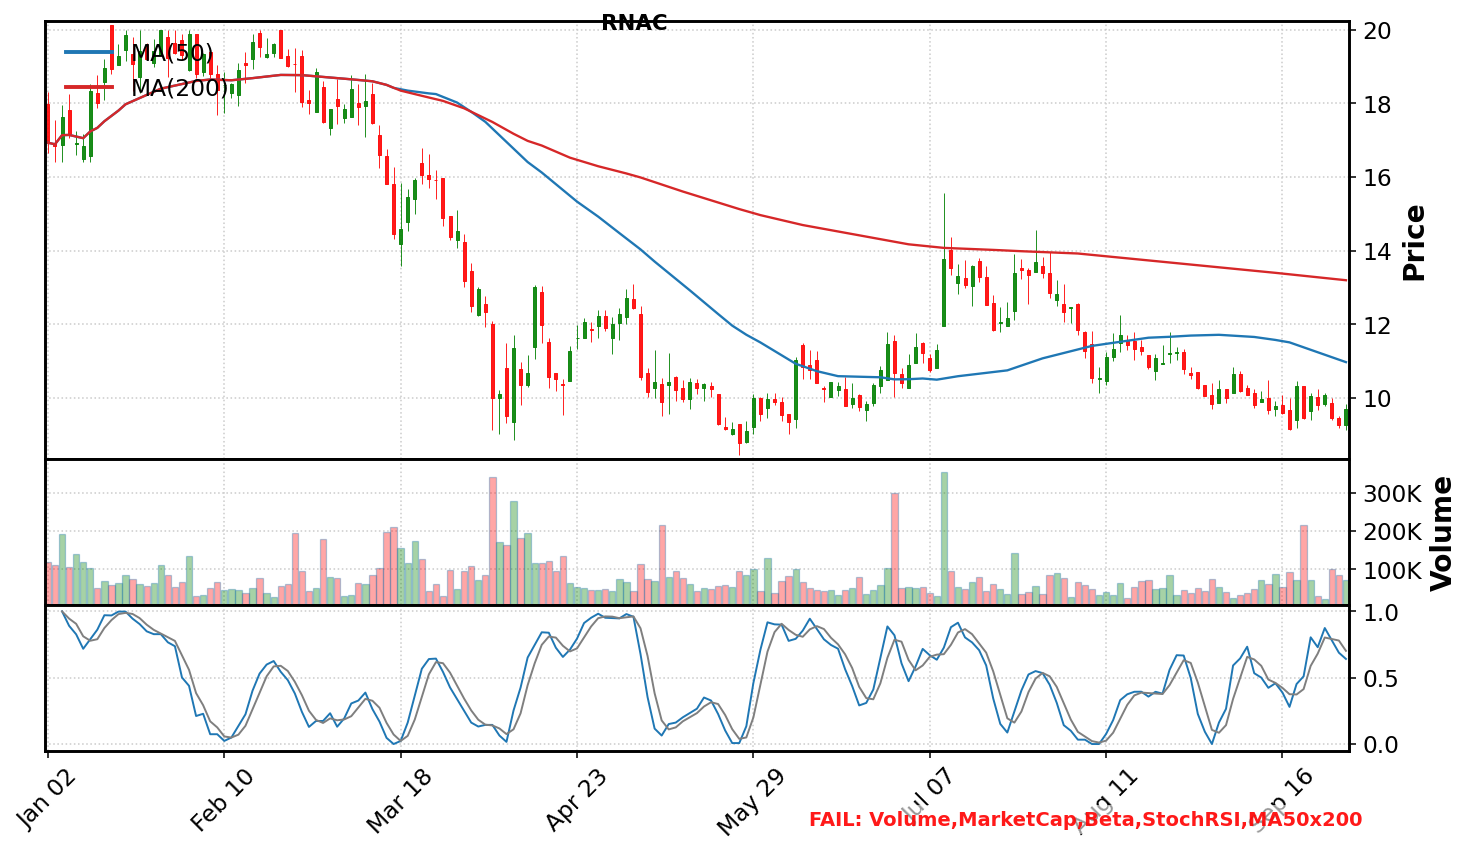 RNAC
MA(50)
MA(200)
20
18
16
14
12
10
Price
300K
200K
100K
Volume
1.0
0.5
0.0
Jan 02
Feb 10
Mar 18
Apr 23
May 29
Jul 07
Aug 11
Sep 16
FAIL: Volume,MarketCap,Beta,StochRSI,MA50x200